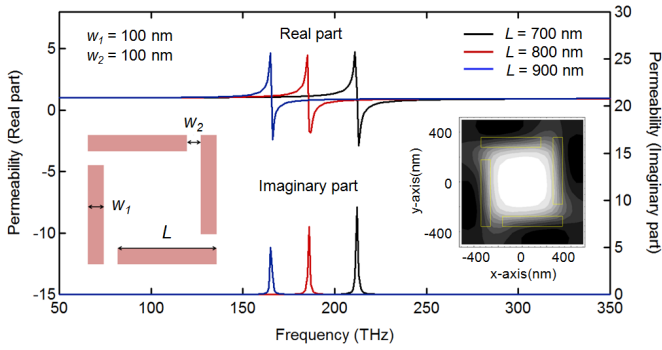 w1 = 100 nm
w2 = 100 nm
Real part
L = 700 nm
L = 800 nm
L = 900 nm
Permeability (Real part)
5
0
-5
-10
-15
30
25
20
15
10
5
0
Permeability (Imaginary part)
w2
w1
L
Imaginary part
y-axis(nm)
400
0
-400
-400
0
400
x-axis(nm)
50
100
150
200
250
300
350
Frequency (THz)